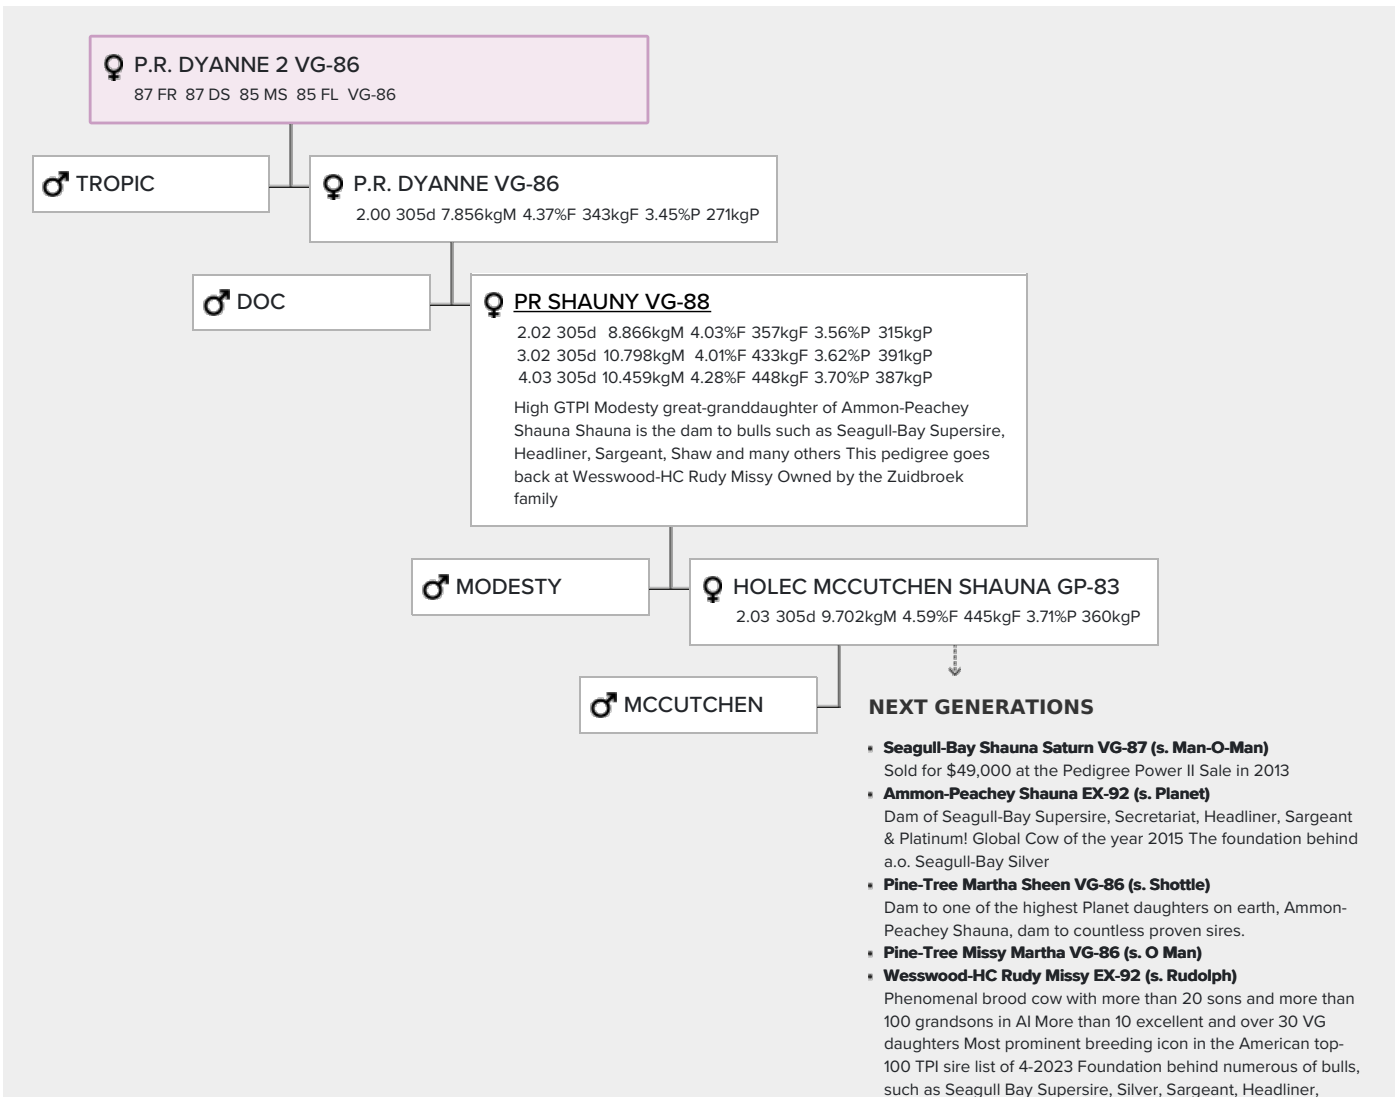 P.R. DYANNE 2 VG-86
87 FR 87 DS 85 MS 85 FL VG-86
TROPIC
P.R. DYANNE VG-86
2.00 305d 7.856kgM 4.37%F 343kgF 3.45%P 271kgP
DOC
PR SHAUNY VG-88
2.02 305d 8.866kgM 4.03%F 357kgF 3.56%P 315kgP
3.02 305d 10.798kgM 4.01%F 433kgF 3.62%P 391kgP
4.03 305d 10.459kgM 4.28%F 448kgF 3.70%P 387kgP
High GTPI Modesty great-granddaughter of Ammon-Peachey
Shauna Shauna is the dam to bulls such as Seagull-Bay Supersire,
Headliner, Sargeant, Shaw and many others This pedigree goes
back at Wesswood-HC Rudy Missy Owned by the Zuidbroek
family
MODESTY
HOLEC MCCUTCHEN SHAUNA GP-83
2.03 305d 9.702kgM 4.59%F 445kgF 3.71%P 360kgP
MCCUTCHEN
NEXT GENERATIONS
Seagull-Bay Shauna Saturn VG-87 (s. Man-O-Man)
Sold for $49,000 at the Pedigree Power II Sale in 2013
Ammon-Peachey Shauna EX-92 (s. Planet)
Dam of Seagull-Bay Supersire, Secretariat, Headliner, Sargeant
& Platinum! Global Cow of the year 2015 The foundation behind
a.o. Seagull-Bay Silver
Pine-Tree Martha Sheen VG-86 (s. Shottle)
Dam to one of the highest Planet daughters on earth, Ammon-
Peachey Shauna, dam to countless proven sires.
Pine-Tree Missy Martha VG-86 (s. O Man)
Wesswood-HC Rudy Missy EX-92 (s. Rudolph)
Phenomenal brood cow with more than 20 sons and more than
100 grandsons in AI More than 10 excellent and over 30 VG
daughters Most prominent breeding icon in the American top-
100 TPI sire list of 4-2023 Foundation behind numerous of bulls,
such as Seagull Bay Supersire, Silver, Sargeant, Headliner,